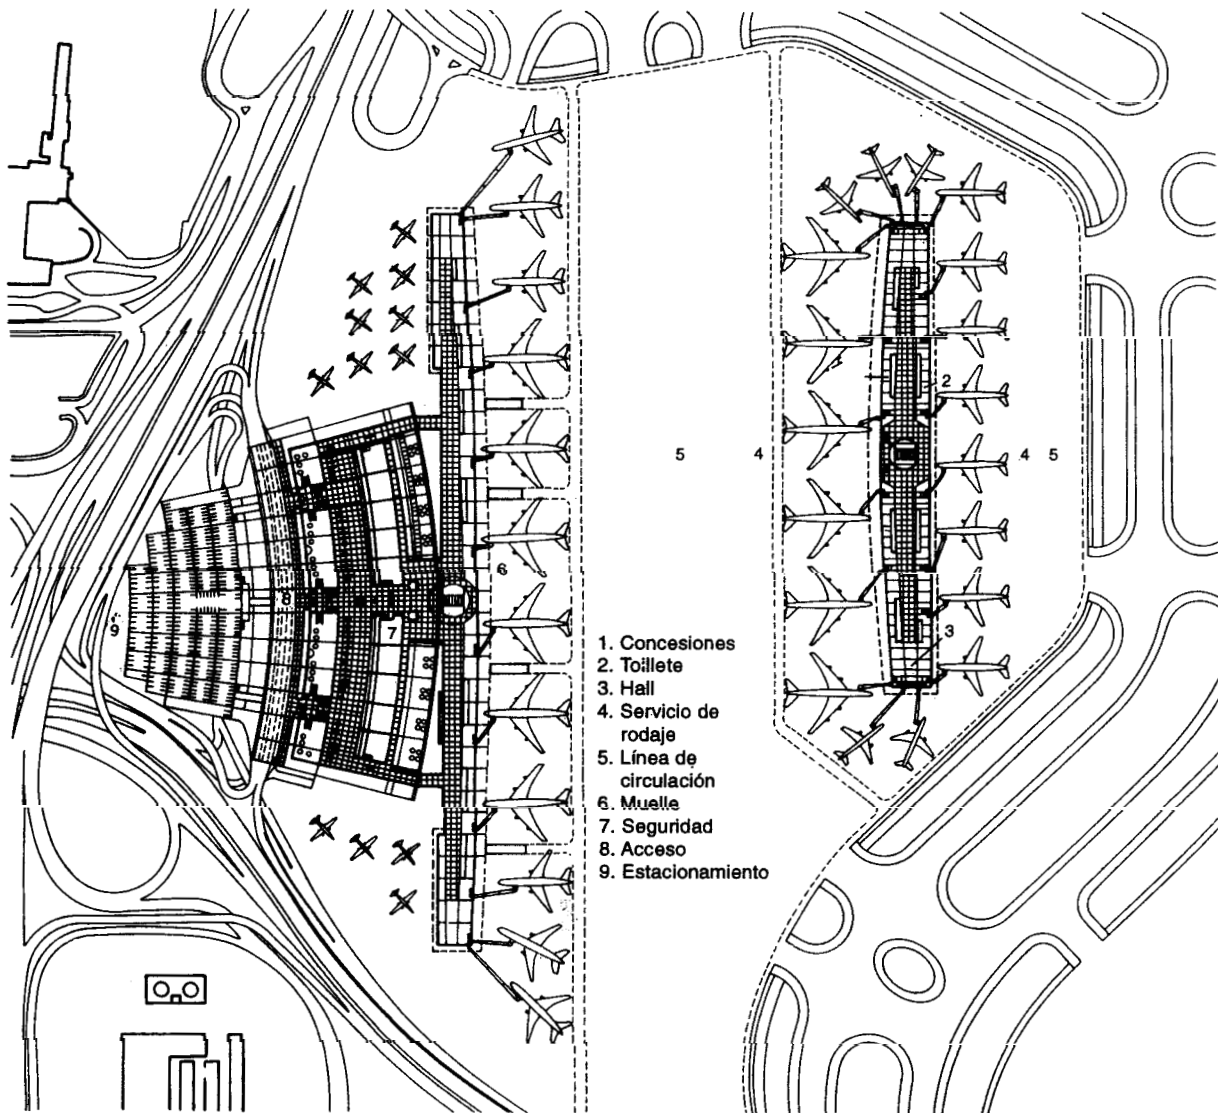 2
5
4
4
5
6
8
9
7
3
1. Concesiones
2. Toillete
3. Hall
4. Servicio de
rodaje
5. Línea de
circulación
6. Muelle
7. Seguridad
8. Acceso
9. Estacionamiento